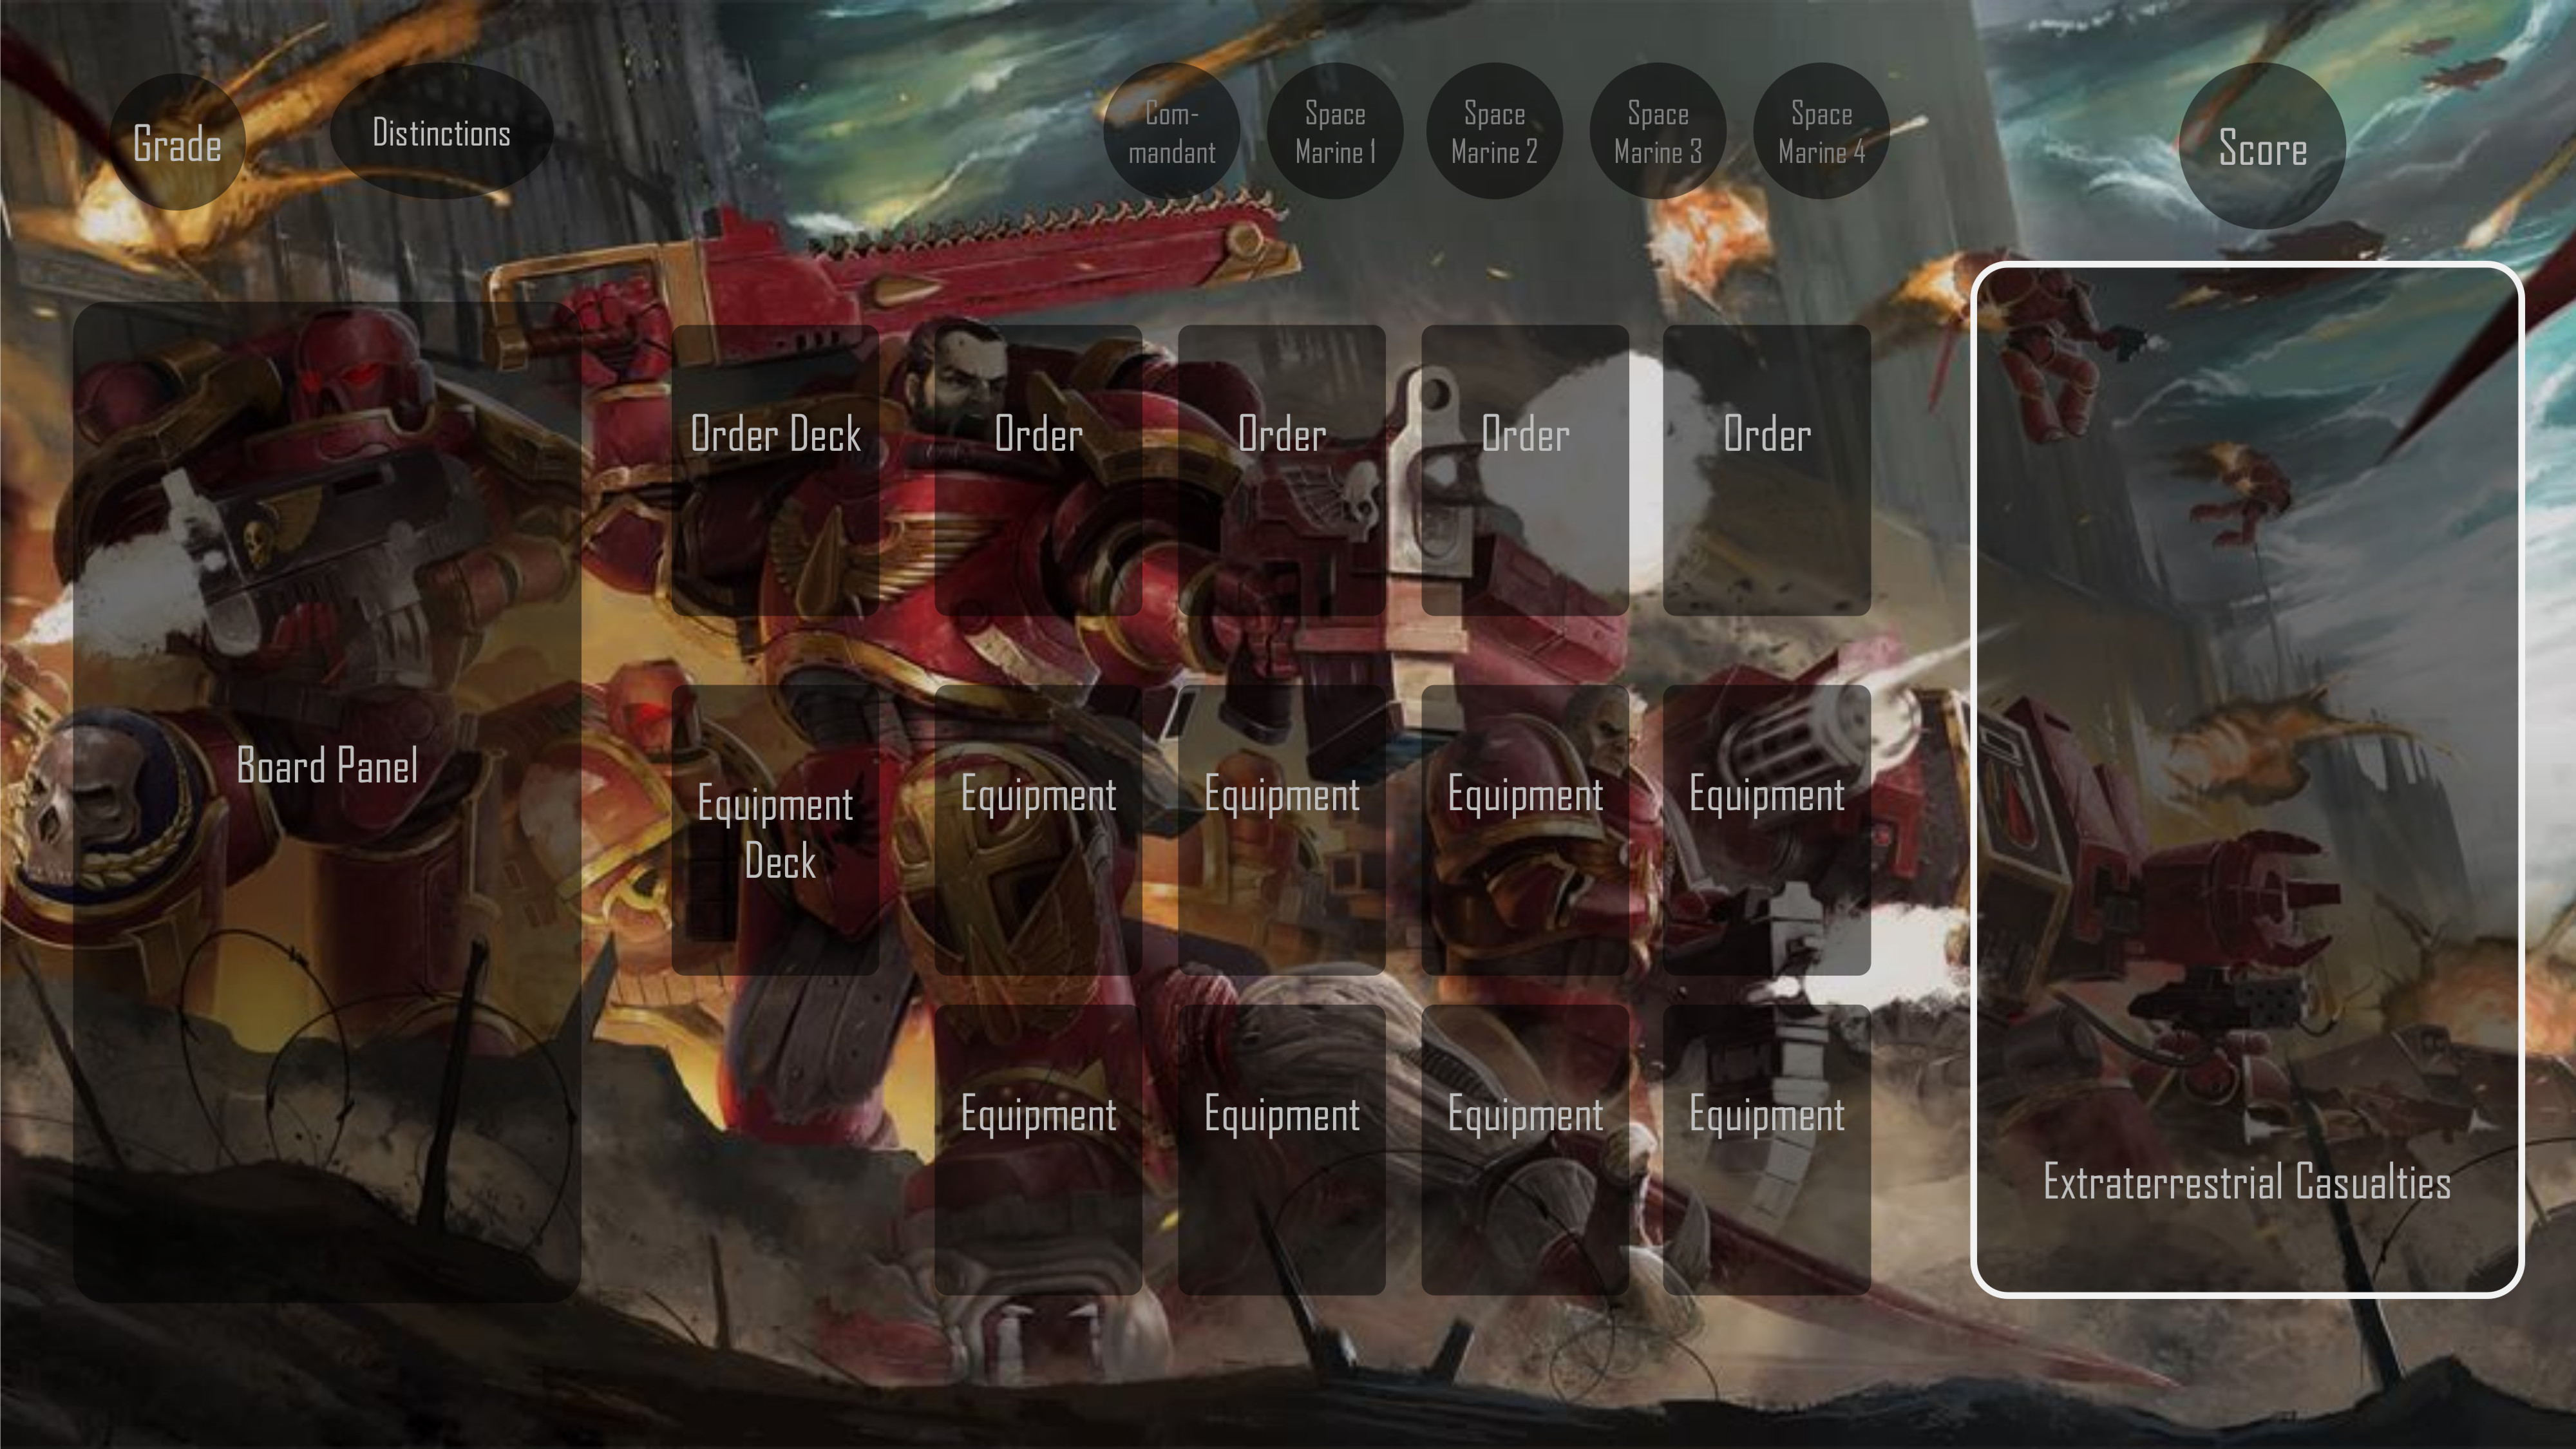 Grade
Distinctions
Com-
mandant
Space
Marine 1
Space
Marine 2
Space
Marine 3
Space
Marine 4
Score
Board Panel
Order Deck
Order
Order
Order
Order
Equipment
Deck
Equipment
Equipment
Equipment
Equipment
Equipment
Equipment
Equipment
Equipment
Extraterrestrial Casualties